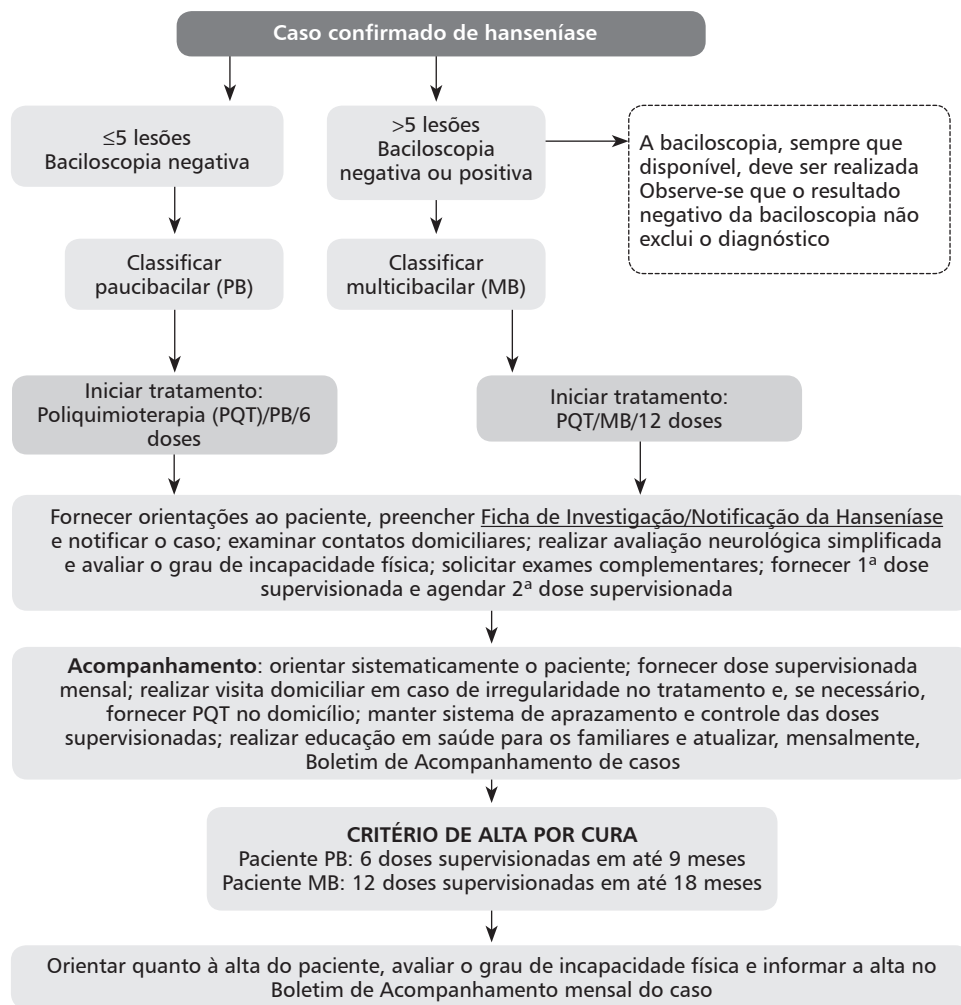 Caso confirmado de hanseníase
≤5 lesões
Baciloscopia negativa
>5 lesões
Baciloscopia
negativa ou positiva
A baciloscopia, sempre que
disponível, deve ser realizada
Observe-se que o resultado
negativo da baciloscopia não
exclui o diagnóstico
Classificar
paucibacilar (PB)
Classificar
multicibacilar (MB)
Iniciar tratamento:
Poliquimioterapia (PQT)/PB/6
doses
Iniciar tratamento:
PQT/MB/12 doses
Fornecer orientações ao paciente, preencher Ficha de Investigação/Notificação da Hanseníase
e notificar o caso; examinar contatos domiciliares; realizar avaliação neurológica simplificada
e avaliar o grau de incapacidade física; solicitar exames complementares; fornecer 1ª dose
supervisionada e agendar 2ª dose supervisionada
Acompanhamento: orientar sistematicamente o paciente; fornecer dose supervisionada
mensal; realizar visita domiciliar em caso de irregularidade no tratamento e, se necessário,
fornecer PQT no domicílio; manter sistema de aprazamento e controle das doses
supervisionadas; realizar educação em saúde para os familiares e atualizar, mensalmente,
Boletim de Acompanhamento de casos
CRITÉRIO DE ALTA POR CURA
Paciente PB: 6 doses supervisionadas em até 9 meses
Paciente MB: 12 doses supervisionadas em até 18 meses
Orientar quanto à alta do paciente, avaliar o grau de incapacidade física e informar a alta no
Boletim de Acompanhamento mensal do caso